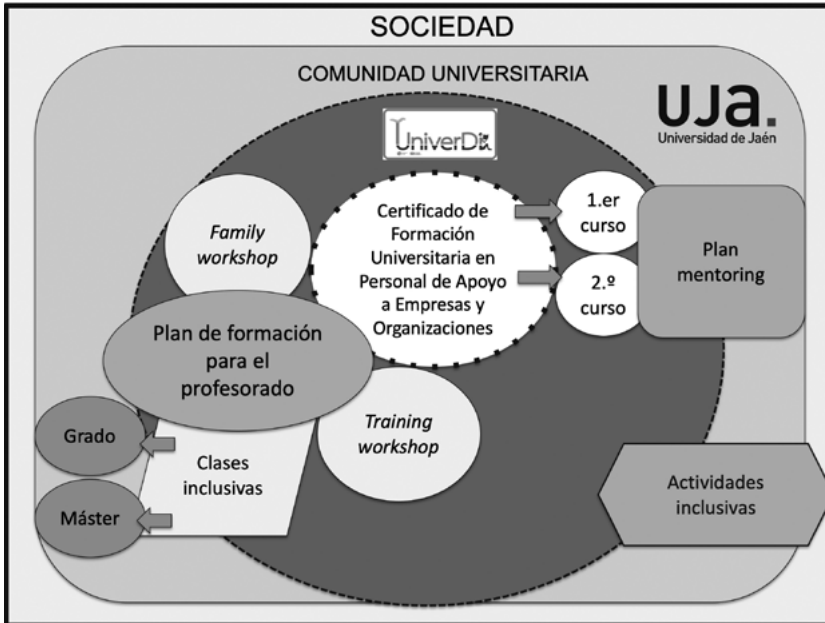 SOCIEDAD
COMUNIDAD UNIVERSITARIA
uja.
Universidad de Jaén
UniverDi
Family
workshop
Certificado de
Formación
Universitaria en
Personal de Apoyo
a Empresas y
Organizaciones
1.er
curso
2.º
curso
Plan
mentoring
Plan de formación
para el
profesorado
Training
workshop
Grado
Clases
inclusivas
Máster
Actividades
inclusivas